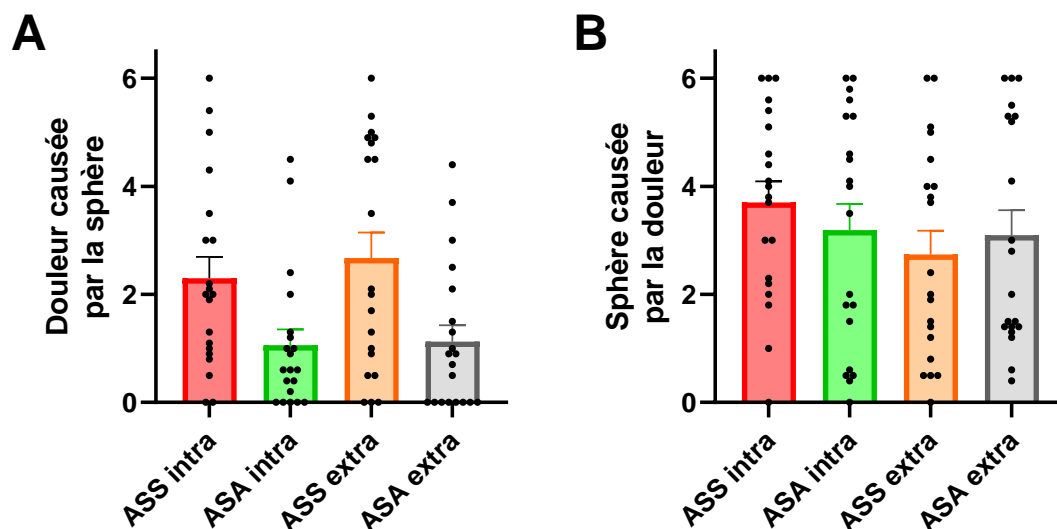 A
Douleur causée
par la sphère
6
4
2
0
ASS intra
ASA intra
ASS extra
ASA extra
B
Sphère causée
par la douleur
6
4
2
0
ASS intra
ASA intra
ASS extra
ASA extra